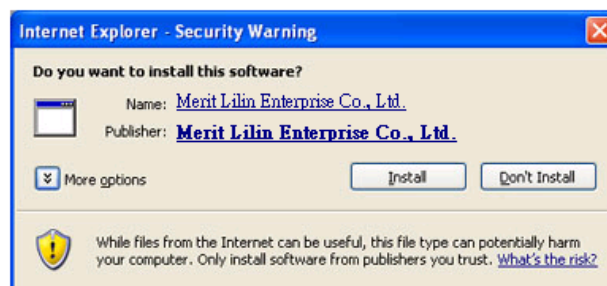 Internet Explorer - Security Warning
Do you want to install this software?
Name: Merit Lilin Enterprise Co., Ltd.
Publisher: Merit Lilin Enterprise Co., Ltd.
More options
Install
Don't Install
While files from the Internet can be useful, this file type can potentially harm
your computer. Only install software from publishers you trust. What's the risk?